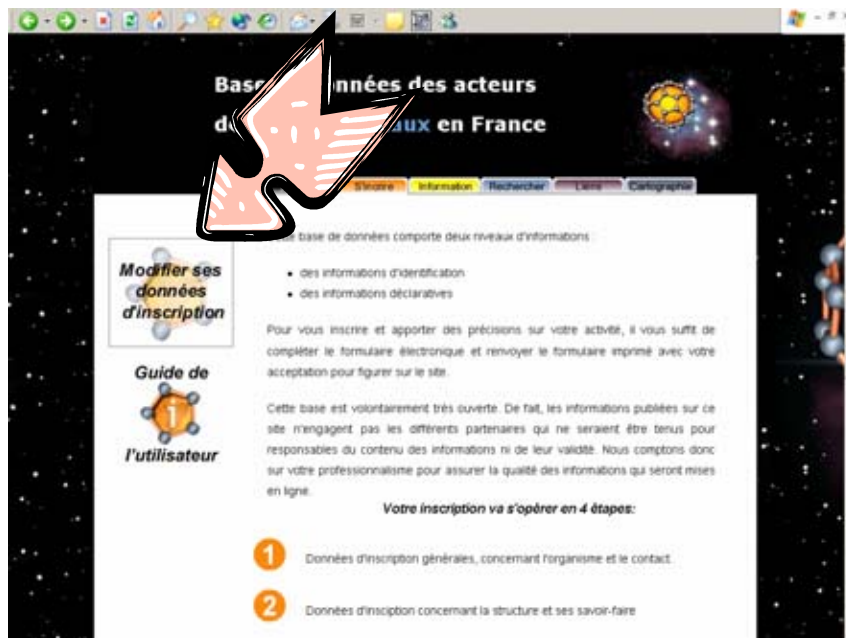 Bas nnées des acteurs
d aux en France
S'incrire Information Rechercher Liens Cartographie
Modifier ses
données
d'inscription
Guide de
i
l'utilisateur
base de données comporte deux niveaux d'informations :
• des informations d'identification
• des informations déclaratives
Pour vous inscrire et apporter des précisions sur votre activité, il vous suffit de
compléter le formulaire électronique et renvoyer le formulaire imprimé avec votre
acceptation pour figurer sur le site.
Cette base est volontairement très ouverte. De fait, les informations publiées sur ce
site n'engagent pas les différents partenaires qui ne seraient être tenus pour
responsables du contenu des informations ni de leur validité. Nous comptons donc
sur votre professionnalisme pour assurer la qualité des informations qui seront mises
en ligne.
Votre inscription va s'opérer en 4 étapes:
1 Données d'inscription générales, concernant l'organisme et le contact.
2 Données d'insciption concernant la structure et ses savoir-faire